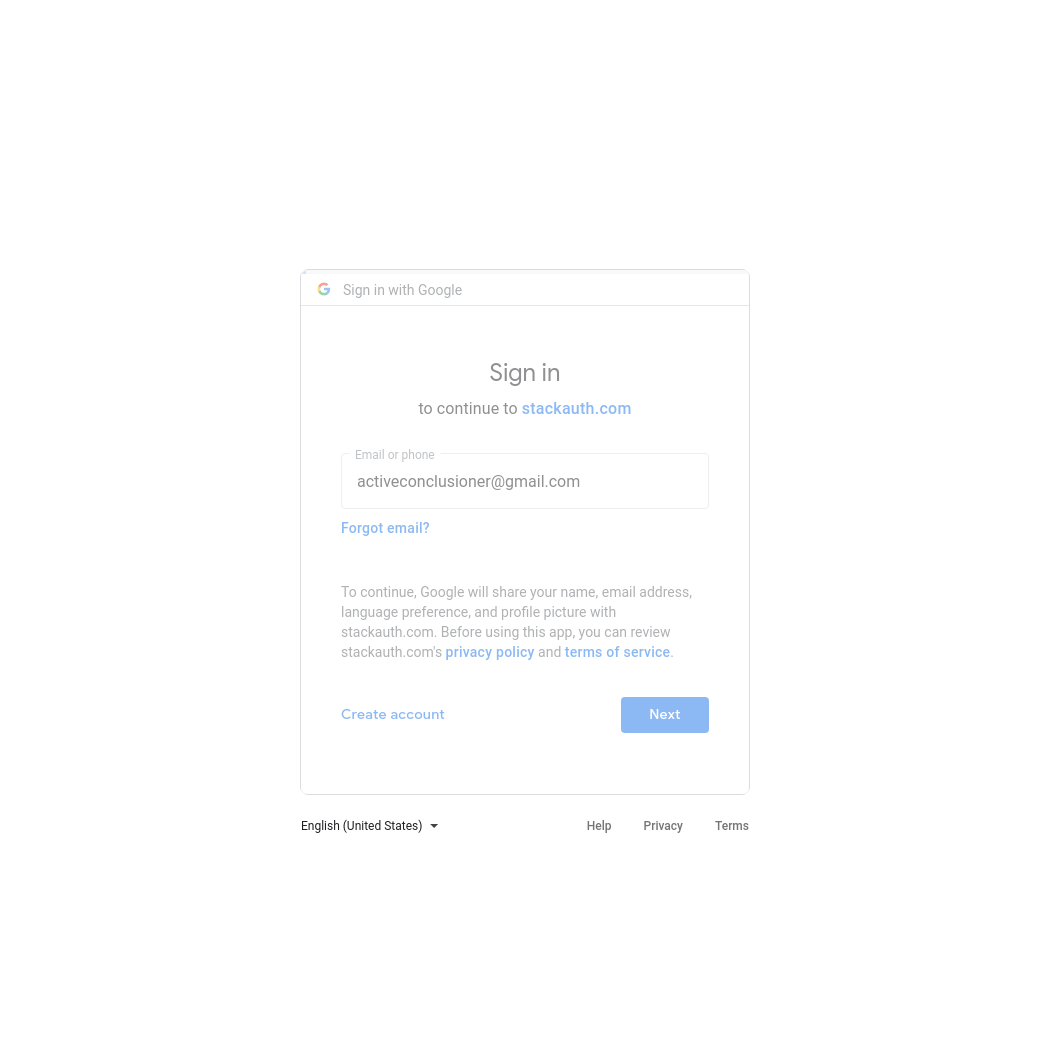 Sign in with Google
Sign in
to continue to stackauth.com
Email or phone
activeconclusioner@gmail.com
Forgot email?
To continue, Google will share your name, email address,
language preference, and profile picture with
stackauth.com. Before using this app, you can review
stackauth.com's privacy policy and terms of service.
Create account
Next
English (United States)
Help
Privacy
Terms